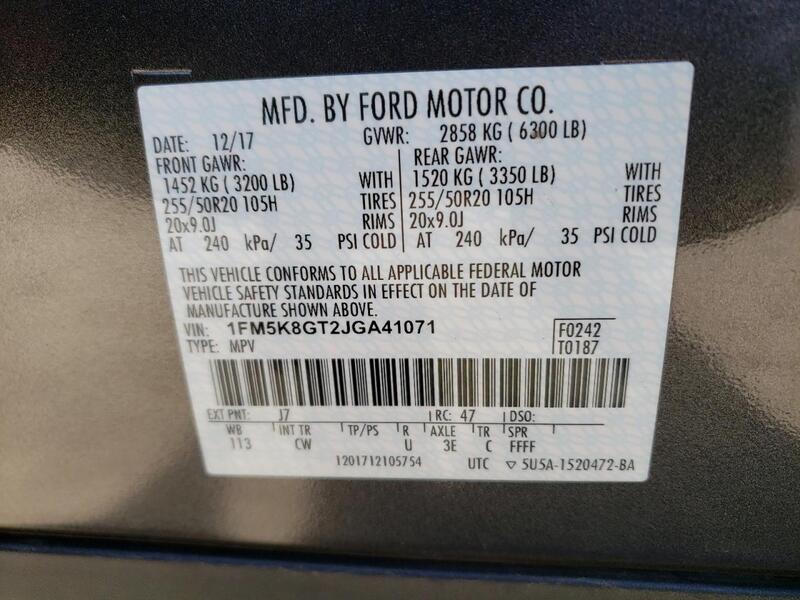 MFD. BY FORD MOTOR CO.
DATE: 12/17 GVWR: 2858 KG ( 6300 LB)
FRONT GAWR: REAR GAWR:
1452 KG ( 3200 LB) WITH 1520 KG ( 3350 LB) WITH
255/50R20 105H TIRES 255/50R20 105H TIRES
20x9.0J RIMS 20x9.0J RIMS
AT 240 kPa/ 35 PSI COLD AT 240 kPa/ 35 PSI COLD
THIS VEHICLE CONFORMS TO ALL APPLICABLE FEDERAL MOTOR
VEHICLE SAFETY STANDARDS IN EFFECT ON THE DATE OF
MANUFACTURE SHOWN ABOVE.
VIN: 1FM5K8GT2JGA41071 F0242
TYPE: MPV T0187
EXT PNT: J7 RC: 47 DSO:
WB INT TR TP/PS R AXLE TR SPR
113 CW U 3E C FFFF
1201712105754 UTC ▽ 5U5A-1520472-BA